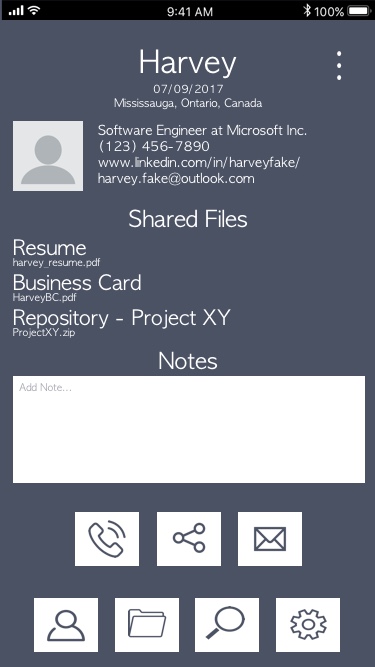 9:41 AM
100%
Harvey
07/09/2017
Mississauga, Ontario, Canada
Software Engineer at Microsoft Inc.
(123) 456-7890
www.linkedin.com/in/harveyfake/
harvey.fake@outlook.com
Shared Files
Resume
harvey_resume.pdf
Business Card
HarveyBC.pdf
Repository - Project XY
ProjectXY.zip
Notes
Add Note...